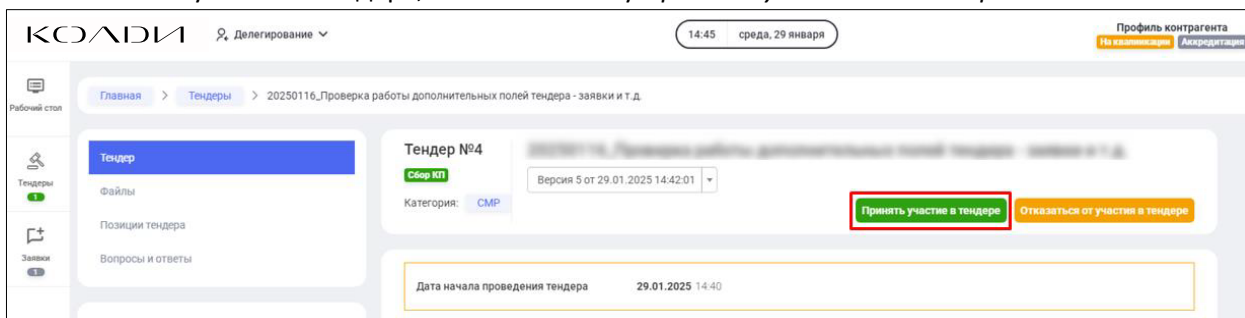 КОЛДИ
Делегирование
14:45 среда, 29 января
Профиль контрагента
На квалификации Аккредитация
Рабочий стол
Главная > Тендеры > 20250116_Проверка работы дополнительных полей тендера - заявки и т.д.
Тендеры
1
Заявки
1
Тендер
Файлы
Позиции тендера
Вопросы и ответы
Тендер №4
Сбор КП
Версия 5 от 29.01.2025 14:42:01
Категория: СМР
Принять участие в тендере
Отказаться от участия в тендере
Дата начала проведения тендера 29.01.2025 14:40